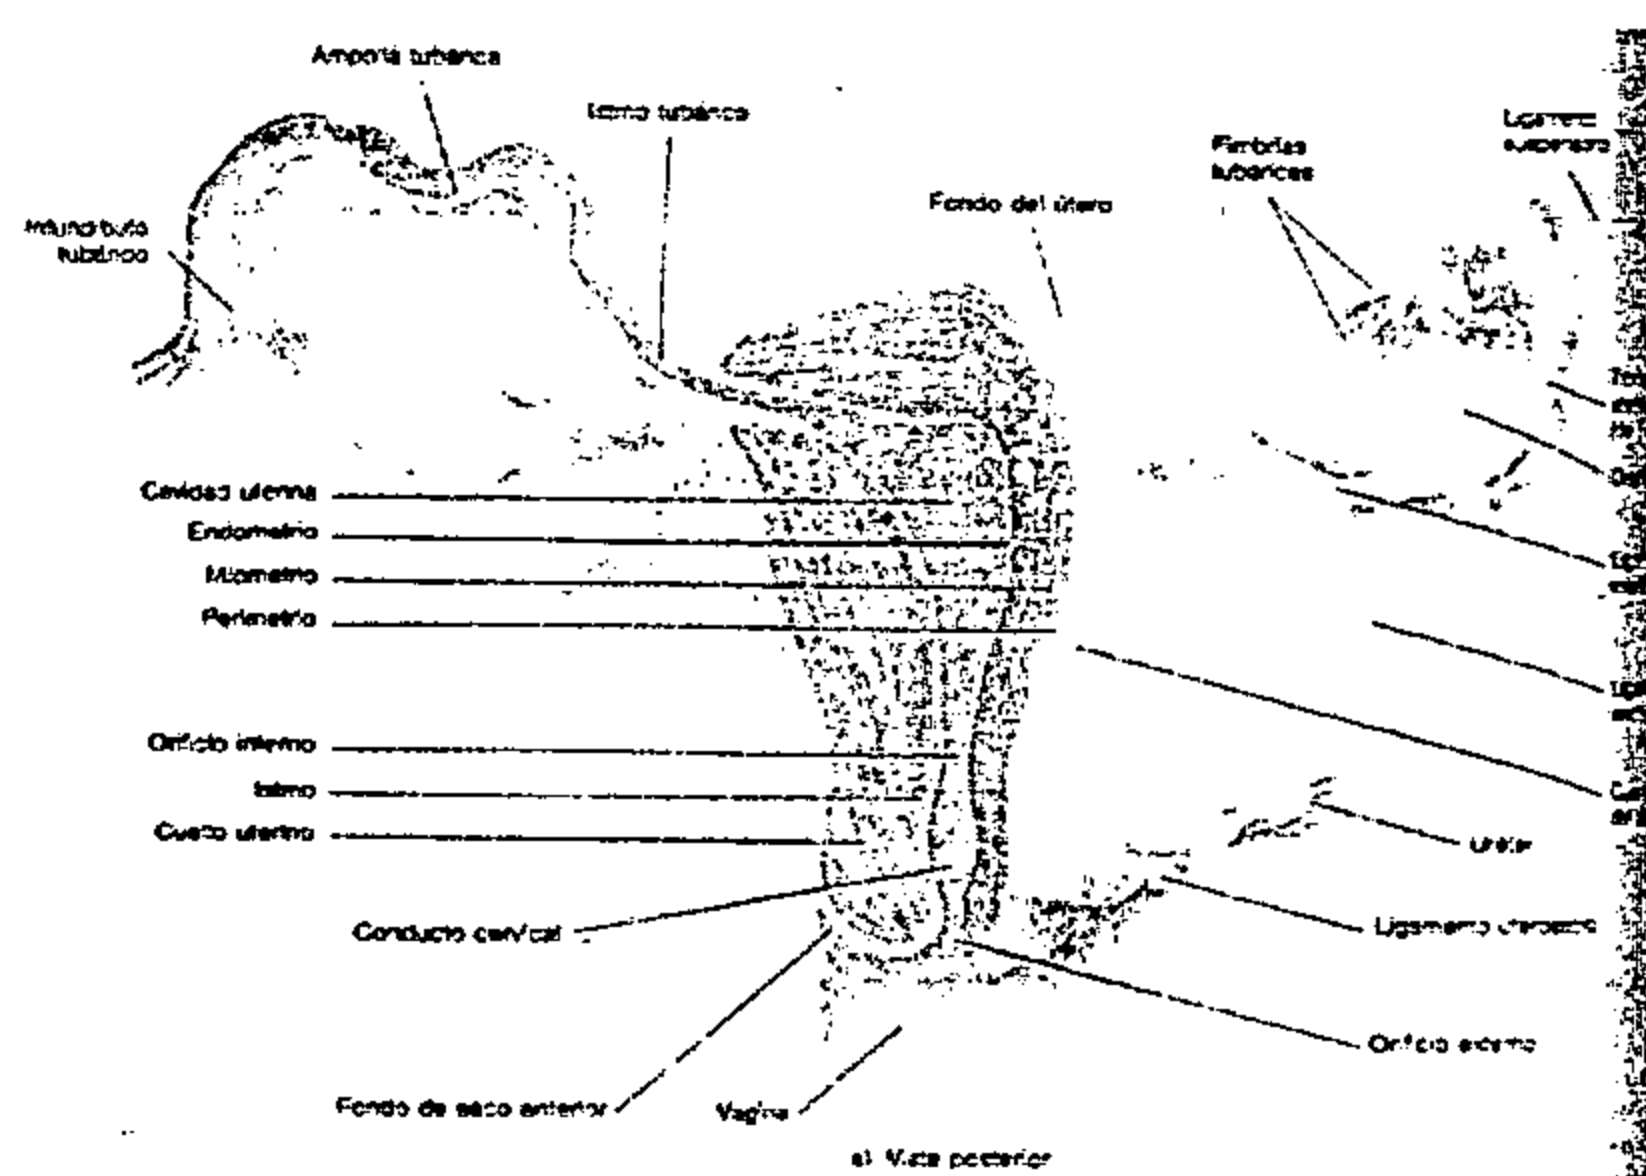 Ampolla tubárica
Istmo tubárico
Ligamento
suspensorio
Fimbrias
tubáricas
Fondo del útero
Infundíbulo
tubárico
Cavidad uterina
Endometrio
Miometrio
Perimetrio
Orificio interno
Istmo
Cuello uterino
Uréter
Conducto cervical
Ligamento uterosacro
Orificio externo
Fondo de saco anterior
Vagina
a) Vista posterior